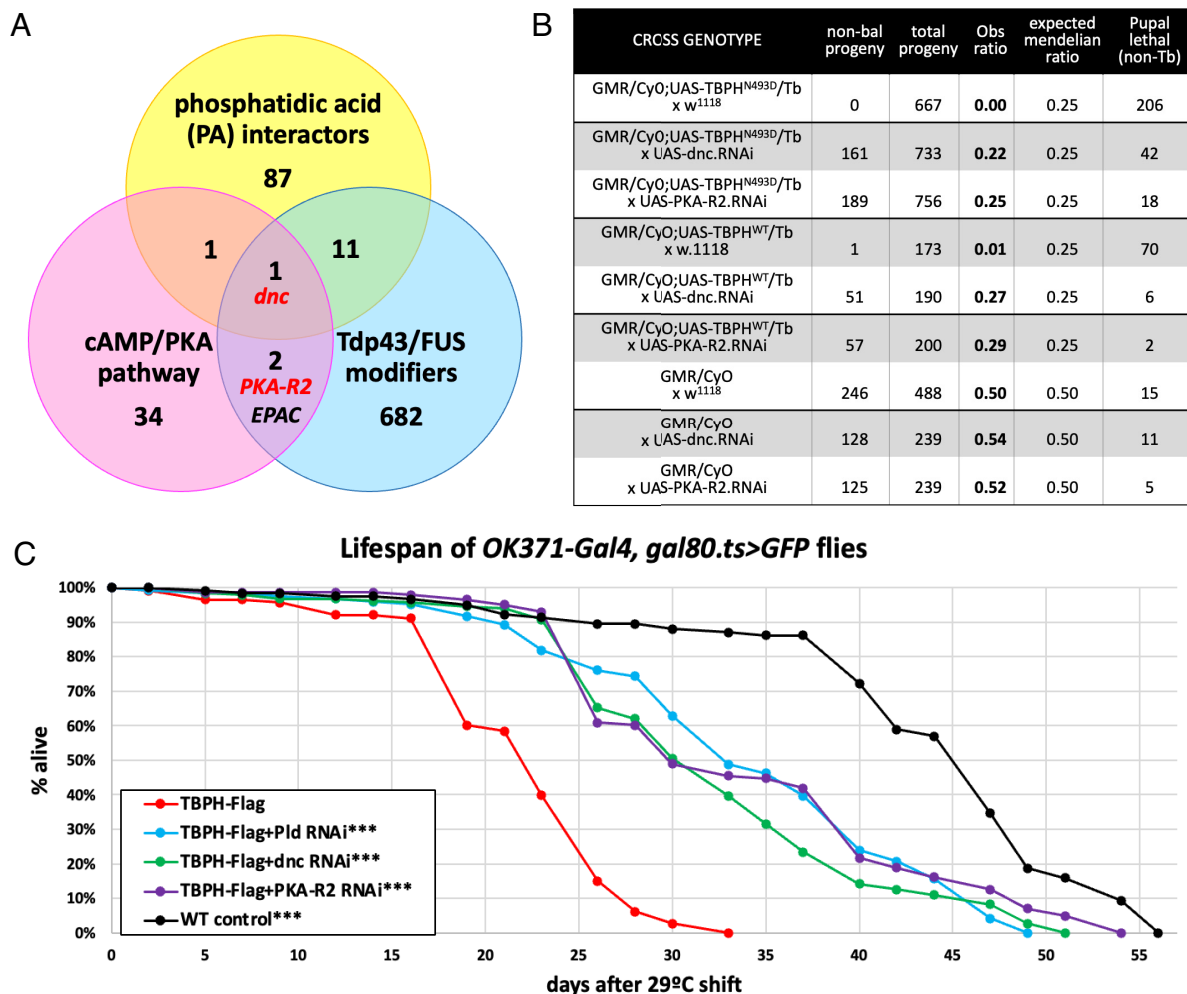 A
phosphatidic acid
(PA) interactors
87
1
11
1
dnc
cAMP/PKA
pathway
34
2
PKA-R2
EPAC
Tdp43/FUS
modifiers
682
B
CROSS GENOTYPE non-bal progeny total progeny Obs ratio expected mendelian ratio Pupal lethal (non-Tb)
GMR/Cy0;UAS-TBPH^N493D/Tb
x w^1118 0 667 0.00 0.25 206
GMR/Cy0;UAS-TBPH^N493D/Tb
x UAS-dnc.RNAi 161 733 0.22 0.25 42
GMR/Cy0;UAS-TBPH^N493D/Tb
x UAS-PKA-R2.RNAi 189 756 0.25 0.25 18
GMR/CyO;UAS-TBPH^WT/Tb
x w.1118 1 173 0.01 0.25 70
GMR/CyO;UAS-TBPH^WT/Tb
x UAS-dnc.RNAi 51 190 0.27 0.25 6
GMR/CyO;UAS-TBPH^WT/Tb
x UAS-PKA-R2.RNAi 57 200 0.29 0.25 2
GMR/CyO
x w^1118 246 488 0.50 0.50 15
GMR/CyO
x UAS-dnc.RNAi 128 239 0.54 0.50 11
GMR/CyO
x UAS-PKA-R2.RNAi 125 239 0.52 0.50 5
C
Lifespan of OK371-Gal4, gal80.ts>GFP flies
% alive
100%
90%
80%
70%
60%
50%
40%
30%
20%
10%
0%
TBPH-Flag
TBPH-Flag+Pld RNAi***
TBPH-Flag+dnc RNAi***
TBPH-Flag+PKA-R2 RNAi***
WT control***
0 5 10 15 20 25 30 35 40 45 50 55
days after 29ºC shift